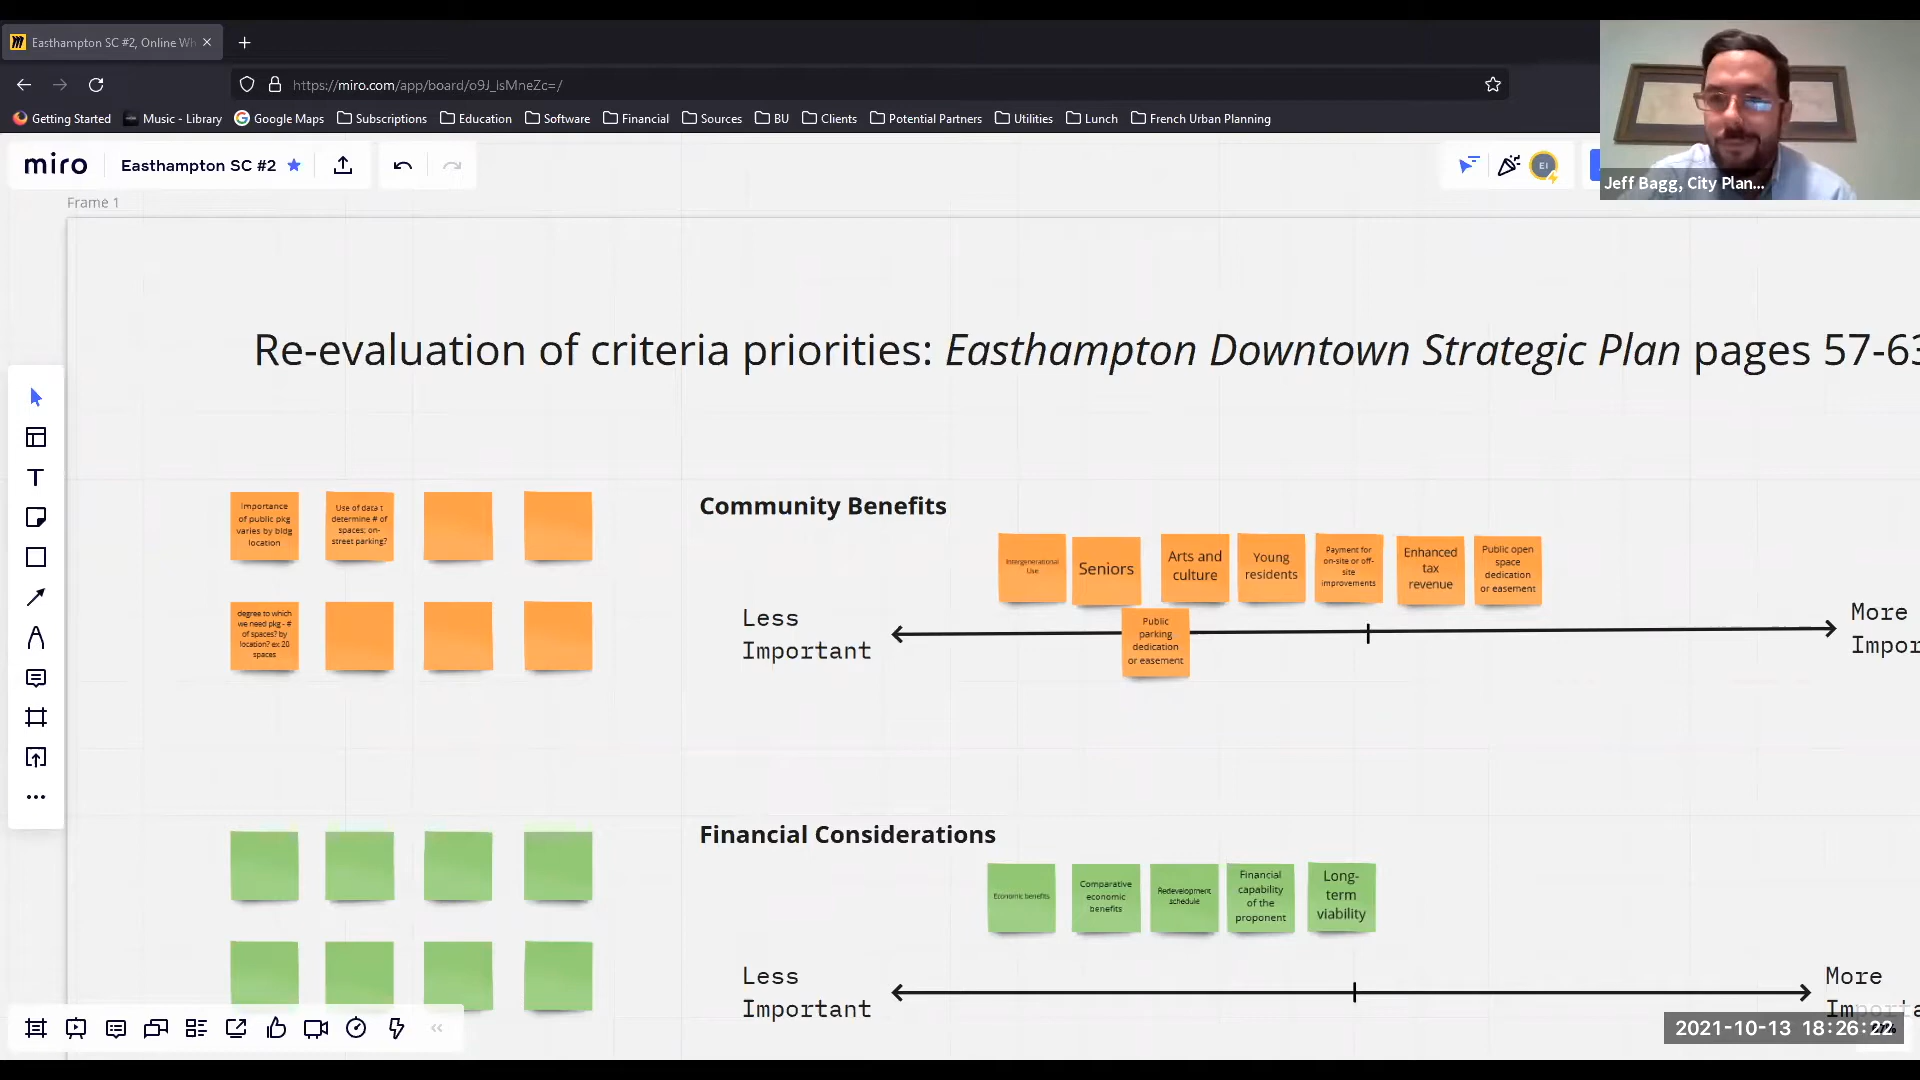 Easthampton SC #2, Online Wh
https://miro.com/app/board/o9J_lsMneZc=/
Getting Started
Music - Library
Google Maps
Subscriptions
Education
Software
Financial
Sources
BU
Clients
Potential Partners
Utilities
Lunch
French Urban Planning
Jeff Bagg, City Plan...
miro
Easthampton SC #2
EI
Frame 1
Re-evaluation of criteria priorities: Easthampton Downtown Strategic Plan pages 57-63
Importance
of public pkg
varies by bldg
location
Use of data t
determine # of
spaces; on-
street parking?
degree to which
we need pkg - #
of spaces? by
location? ex 20
spaces
Community Benefits
Intergenerational
Use
Seniors
Arts and
culture
Young
residents
Payment for
on-site or off-
site
improvements
Enhanced
tax
revenue
Public open
space
dedication
or easement
Less
Important
Public
parking
dedication
or easement
More
Impor
Financial Considerations
Economic benefits
Comparative
economic
benefits
Redevelopment
schedule
Financial
capability
of the
proponent
Long-
term
viability
Less
Important
More
2021-10-13 18:26:22